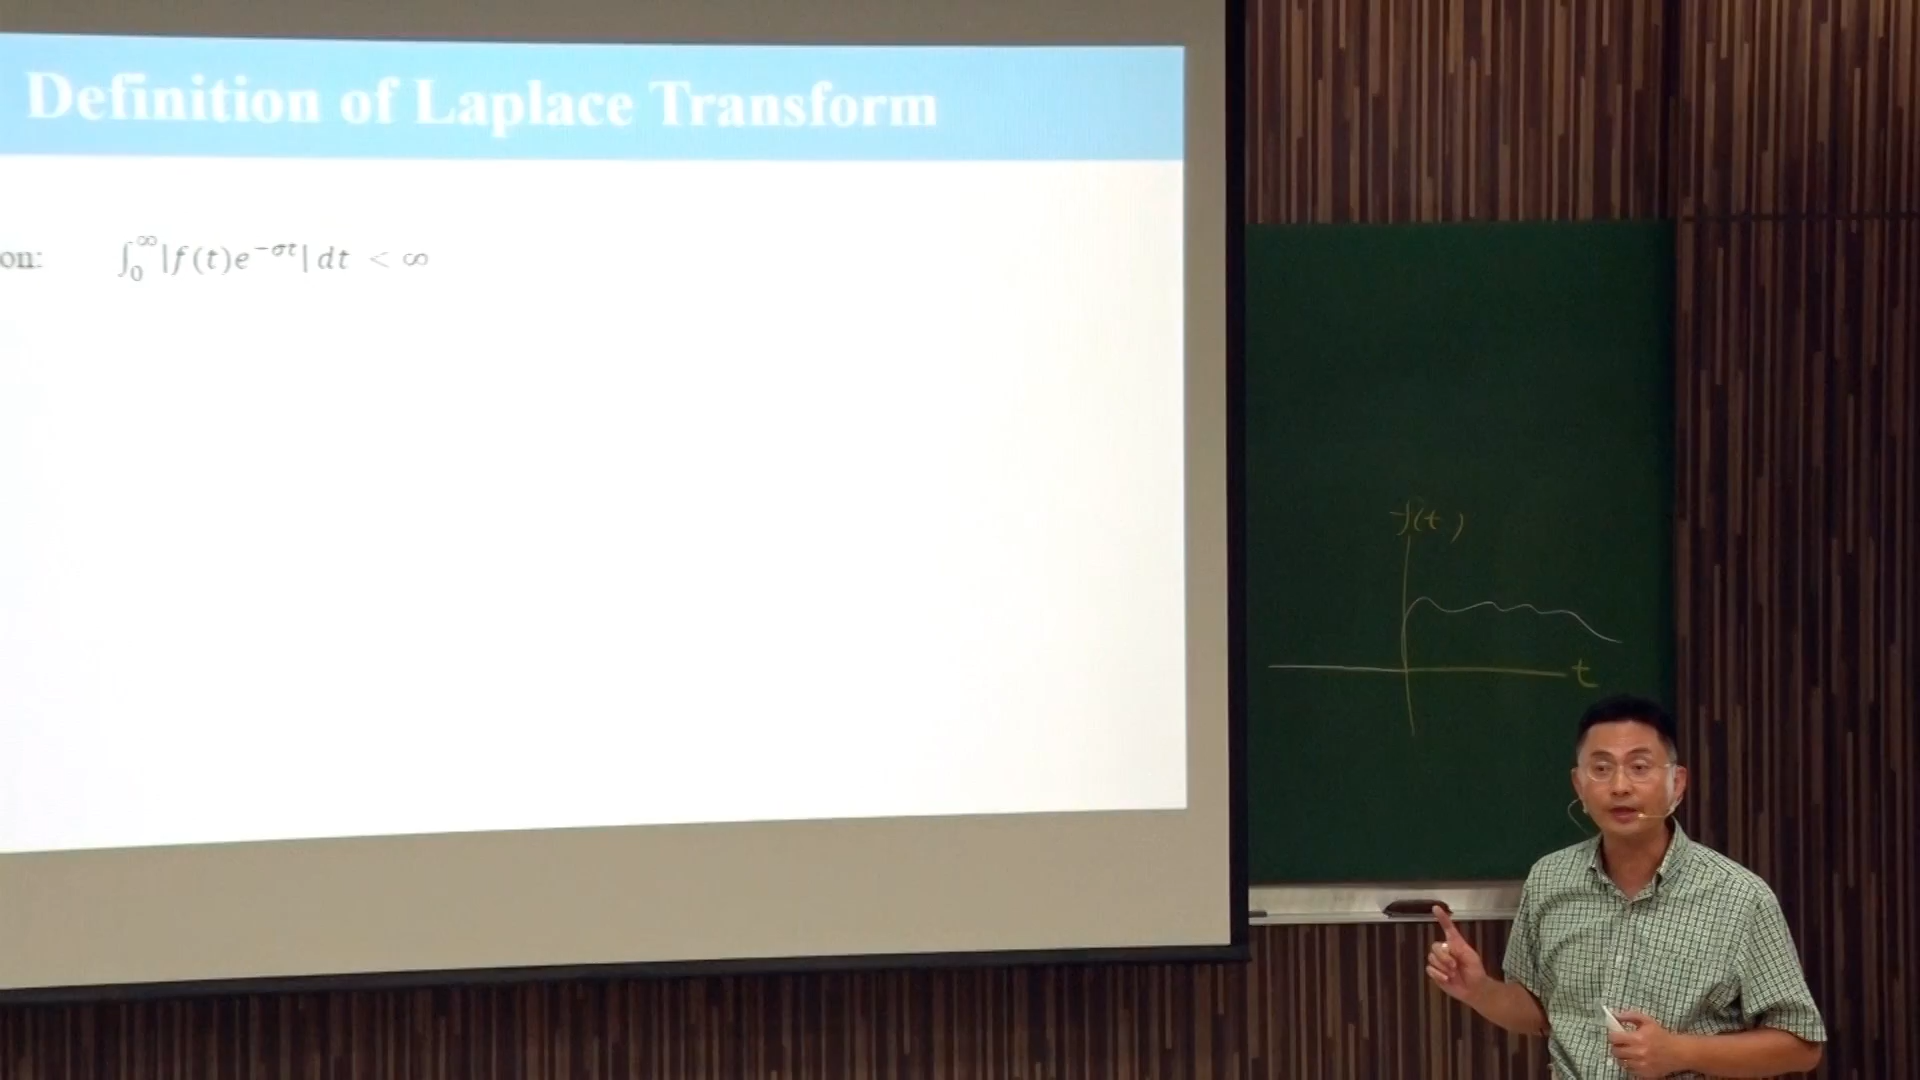 Definition of Laplace Transform
on: ∫₀^∞ |f(t)e^{-σt}| dt < ∞
f(t)
t